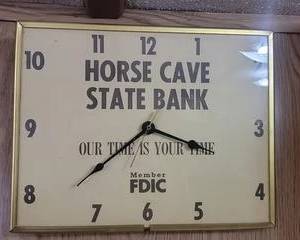 11 12 1
10
HORSE CAVE
STATE BANK
9 3
OUR TIME IS YOUR TIME
Member
FDIC
8 4
7 6 5